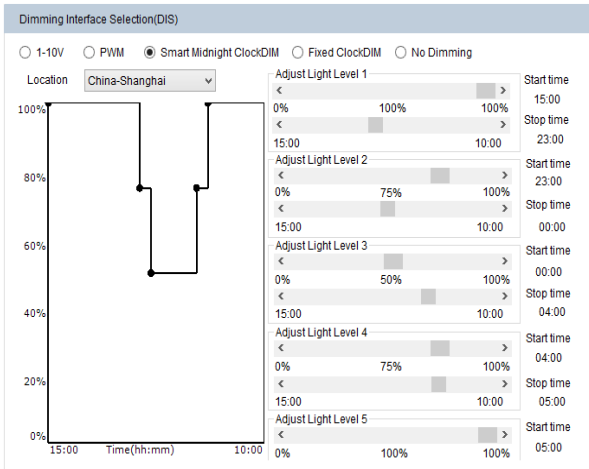 Dimming Interface Selection(DIS)
1-10V PWM Smart Midnight ClockDIM Fixed ClockDIM No Dimming
Location China-Shanghai
100%
80%
60%
40%
20%
0%
15:00 Time(hh:mm) 10:00
Adjust Light Level 1
0% 100% 100%
15:00 10:00
Start time
15:00
Stop time
23:00
Adjust Light Level 2
0% 75% 100%
15:00 10:00
Start time
23:00
Stop time
00:00
Adjust Light Level 3
0% 50% 100%
15:00 10:00
Start time
00:00
Stop time
04:00
Adjust Light Level 4
0% 75% 100%
15:00 10:00
Start time
04:00
Stop time
05:00
Adjust Light Level 5
0% 100% 100%
Start time
05:00